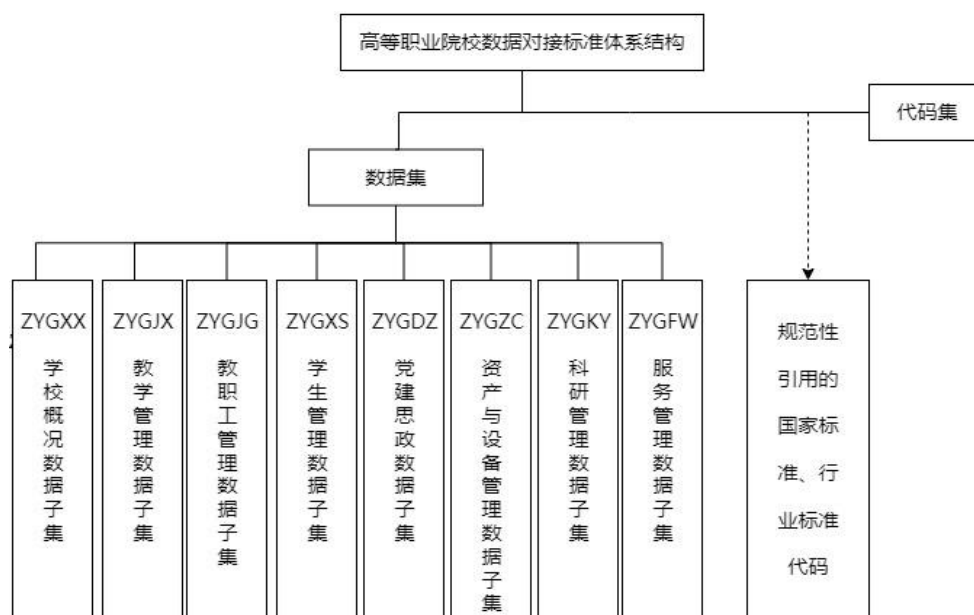 高等职业院校数据对接标准体系结构
代码集
数据集
ZYGXX
学校概况数据子集
ZYGJX
教学管理数据子集
ZYGJG
教职工管理数据子集
ZYGXS
学生管理数据子集
ZYGDZ
党建思政数据子集
ZYGZC
资产与设备管理数据子集
ZYGKY
科研管理数据子集
ZYGFW
服务管理数据子集
规范性
引用的
国家标
准、行
业标准
代码